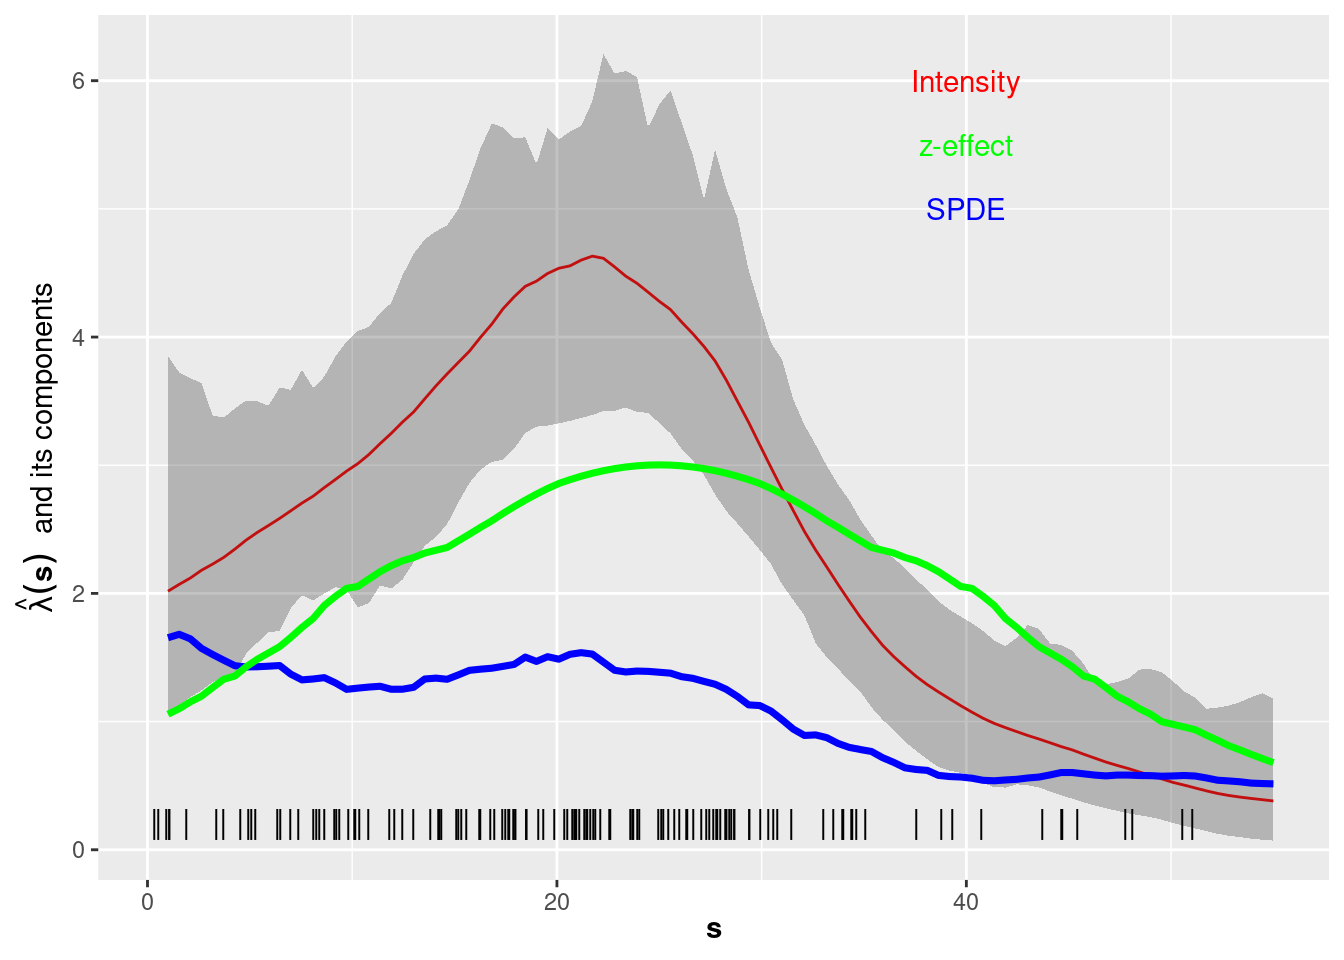 Intensity
z-effect
SPDE
λ̂(s) and its components
6
4
2
0
0 20 40
s